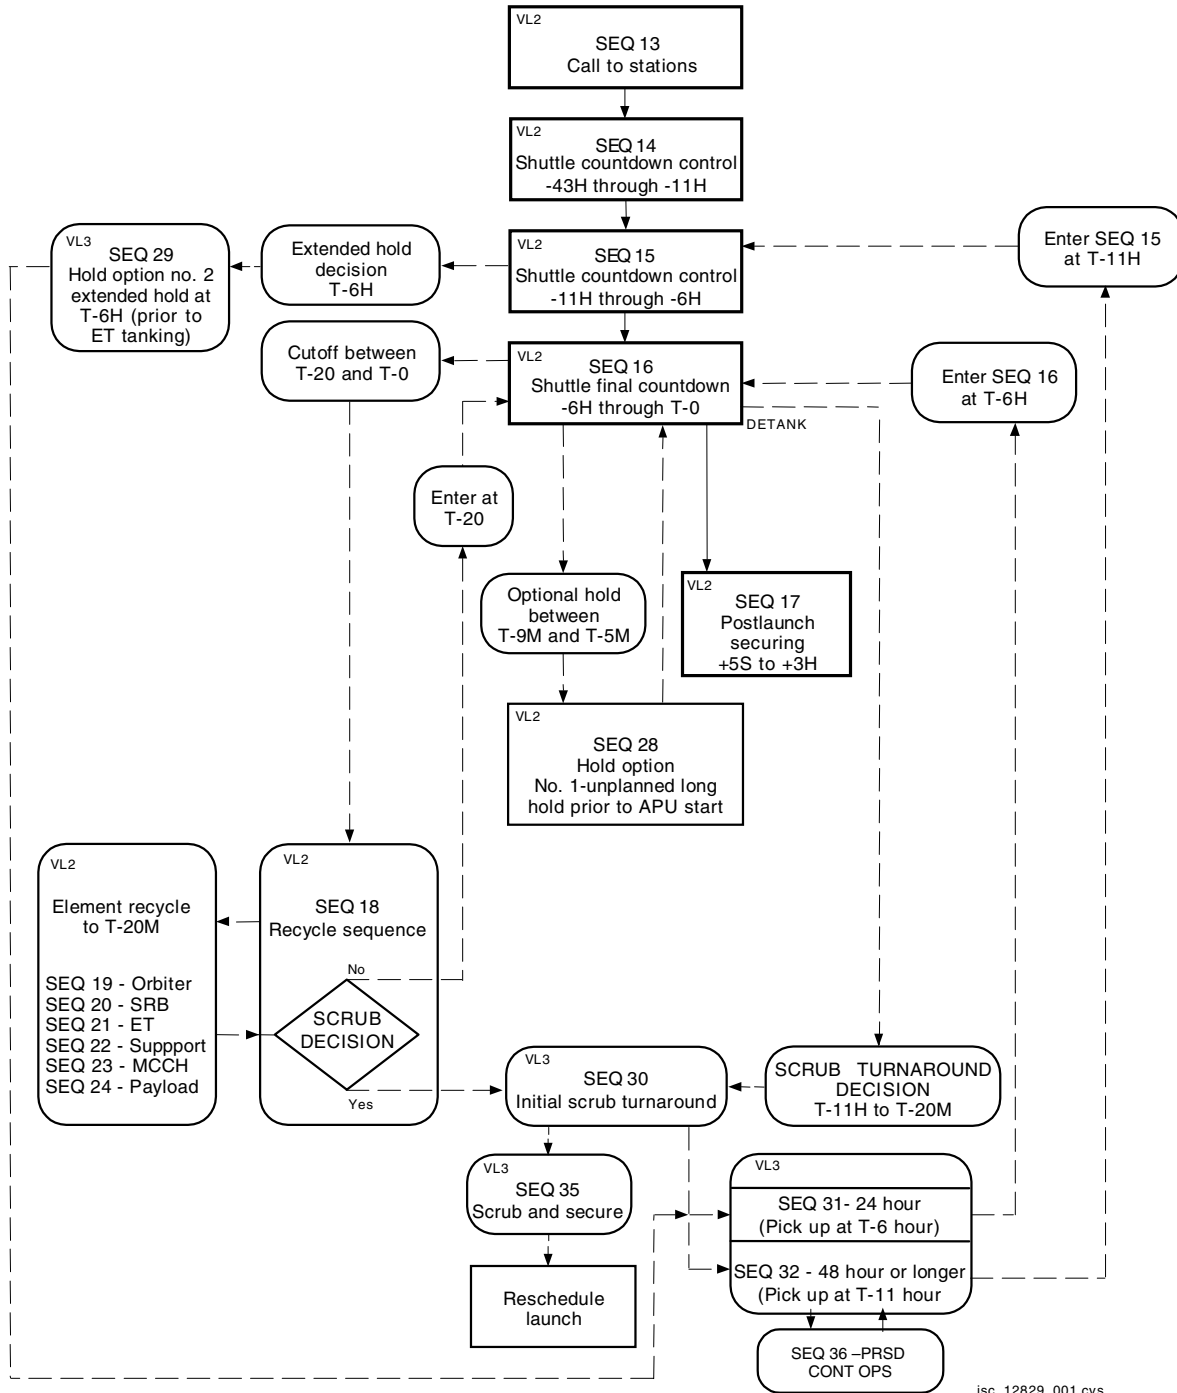 VL2
SEQ 13
Call to stations
VL2
SEQ 14
Shuttle countdown control
-43H through -11H
VL3
SEQ 29
Hold option no. 2
extended hold at
T-6H (prior to
ET tanking)
Extended hold
decision
T-6H
VL2
SEQ 15
Shuttle countdown control
-11H through -6H
Enter SEQ 15
at T-11H
Cutoff between
T-20 and T-0
VL2
SEQ 16
Shuttle final countdown
-6H through T-0
DETANK
Enter SEQ 16
at T-6H
Enter at
T-20
Optional hold
between
T-9M and T-5M
VL2
SEQ 17
Postlaunch
securing
+5S to +3H
VL2
SEQ 28
Hold option
No. 1-unplanned long
hold prior to APU start
VL2
Element recycle
to T-20M
SEQ 19 - Orbiter
SEQ 20 - SRB
SEQ 21 - ET
SEQ 22 - Suppport
SEQ 23 - MCCH
SEQ 24 - Payload
VL2
SEQ 18
Recycle sequence
No
SCRUB
DECISION
Yes
VL3
SEQ 30
Initial scrub turnaround
SCRUB TURNAROUND
DECISION
T-11H to T-20M
VL3
SEQ 35
Scrub and secure
Reschedule
launch
VL3
SEQ 31- 24 hour
(Pick up at T-6 hour)
SEQ 32 - 48 hour or longer
(Pick up at T-11 hour
SEQ 36 –PRSD
CONT OPS
jsc_12829_001.cvs